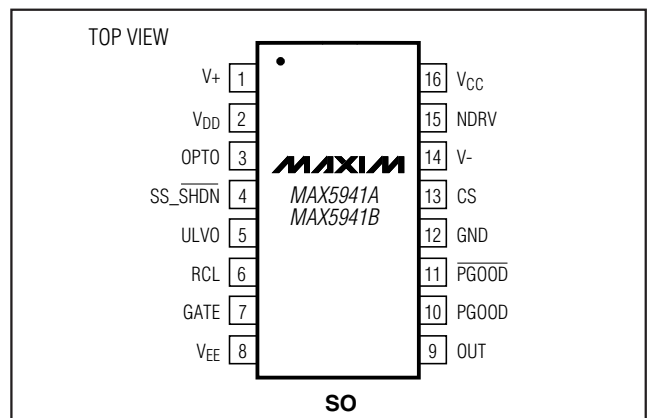 TOP VIEW
V+ 1
VDD 2
OPTO 3
SS_SHDN 4
ULVO 5
RCL 6
GATE 7
VEE 8
MAXIM
MAX5941A
MAX5941B
16 VCC
15 NDRV
14 V-
13 CS
12 GND
11 PGOOD
10 PGOOD
9 OUT
SO